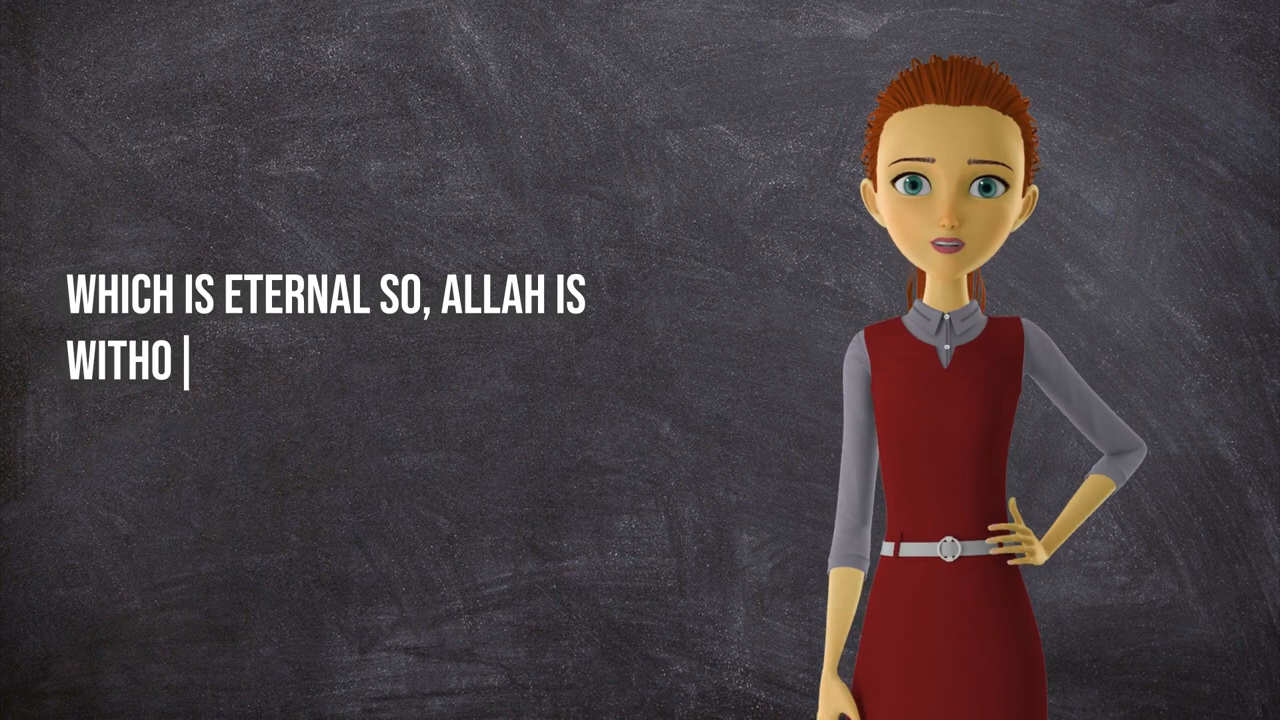 WHICH IS ETERNAL SO, ALLAH IS
WITHO |